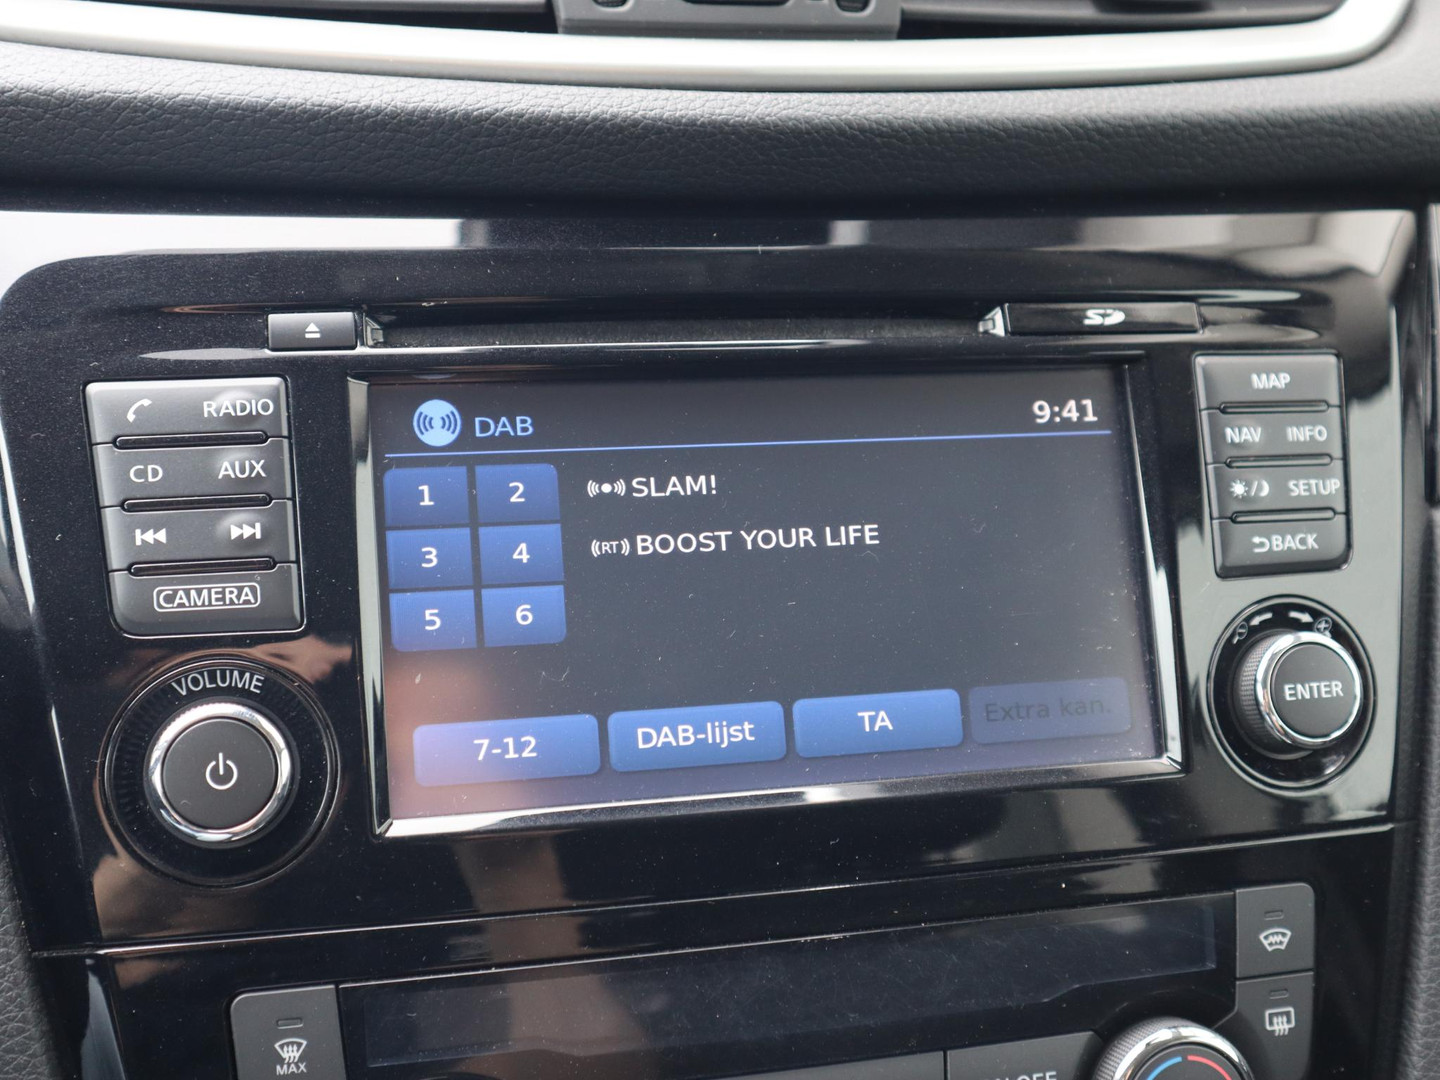 SD
RADIO
CD AUX
CAMERA
VOLUME
DAB
9:41
1 2
3 4
5 6
SLAM!
RT BOOST YOUR LIFE
7-12
DAB-lijst
TA
Extra kan.
MAP
NAV INFO
SETUP
BACK
ENTER
MAX